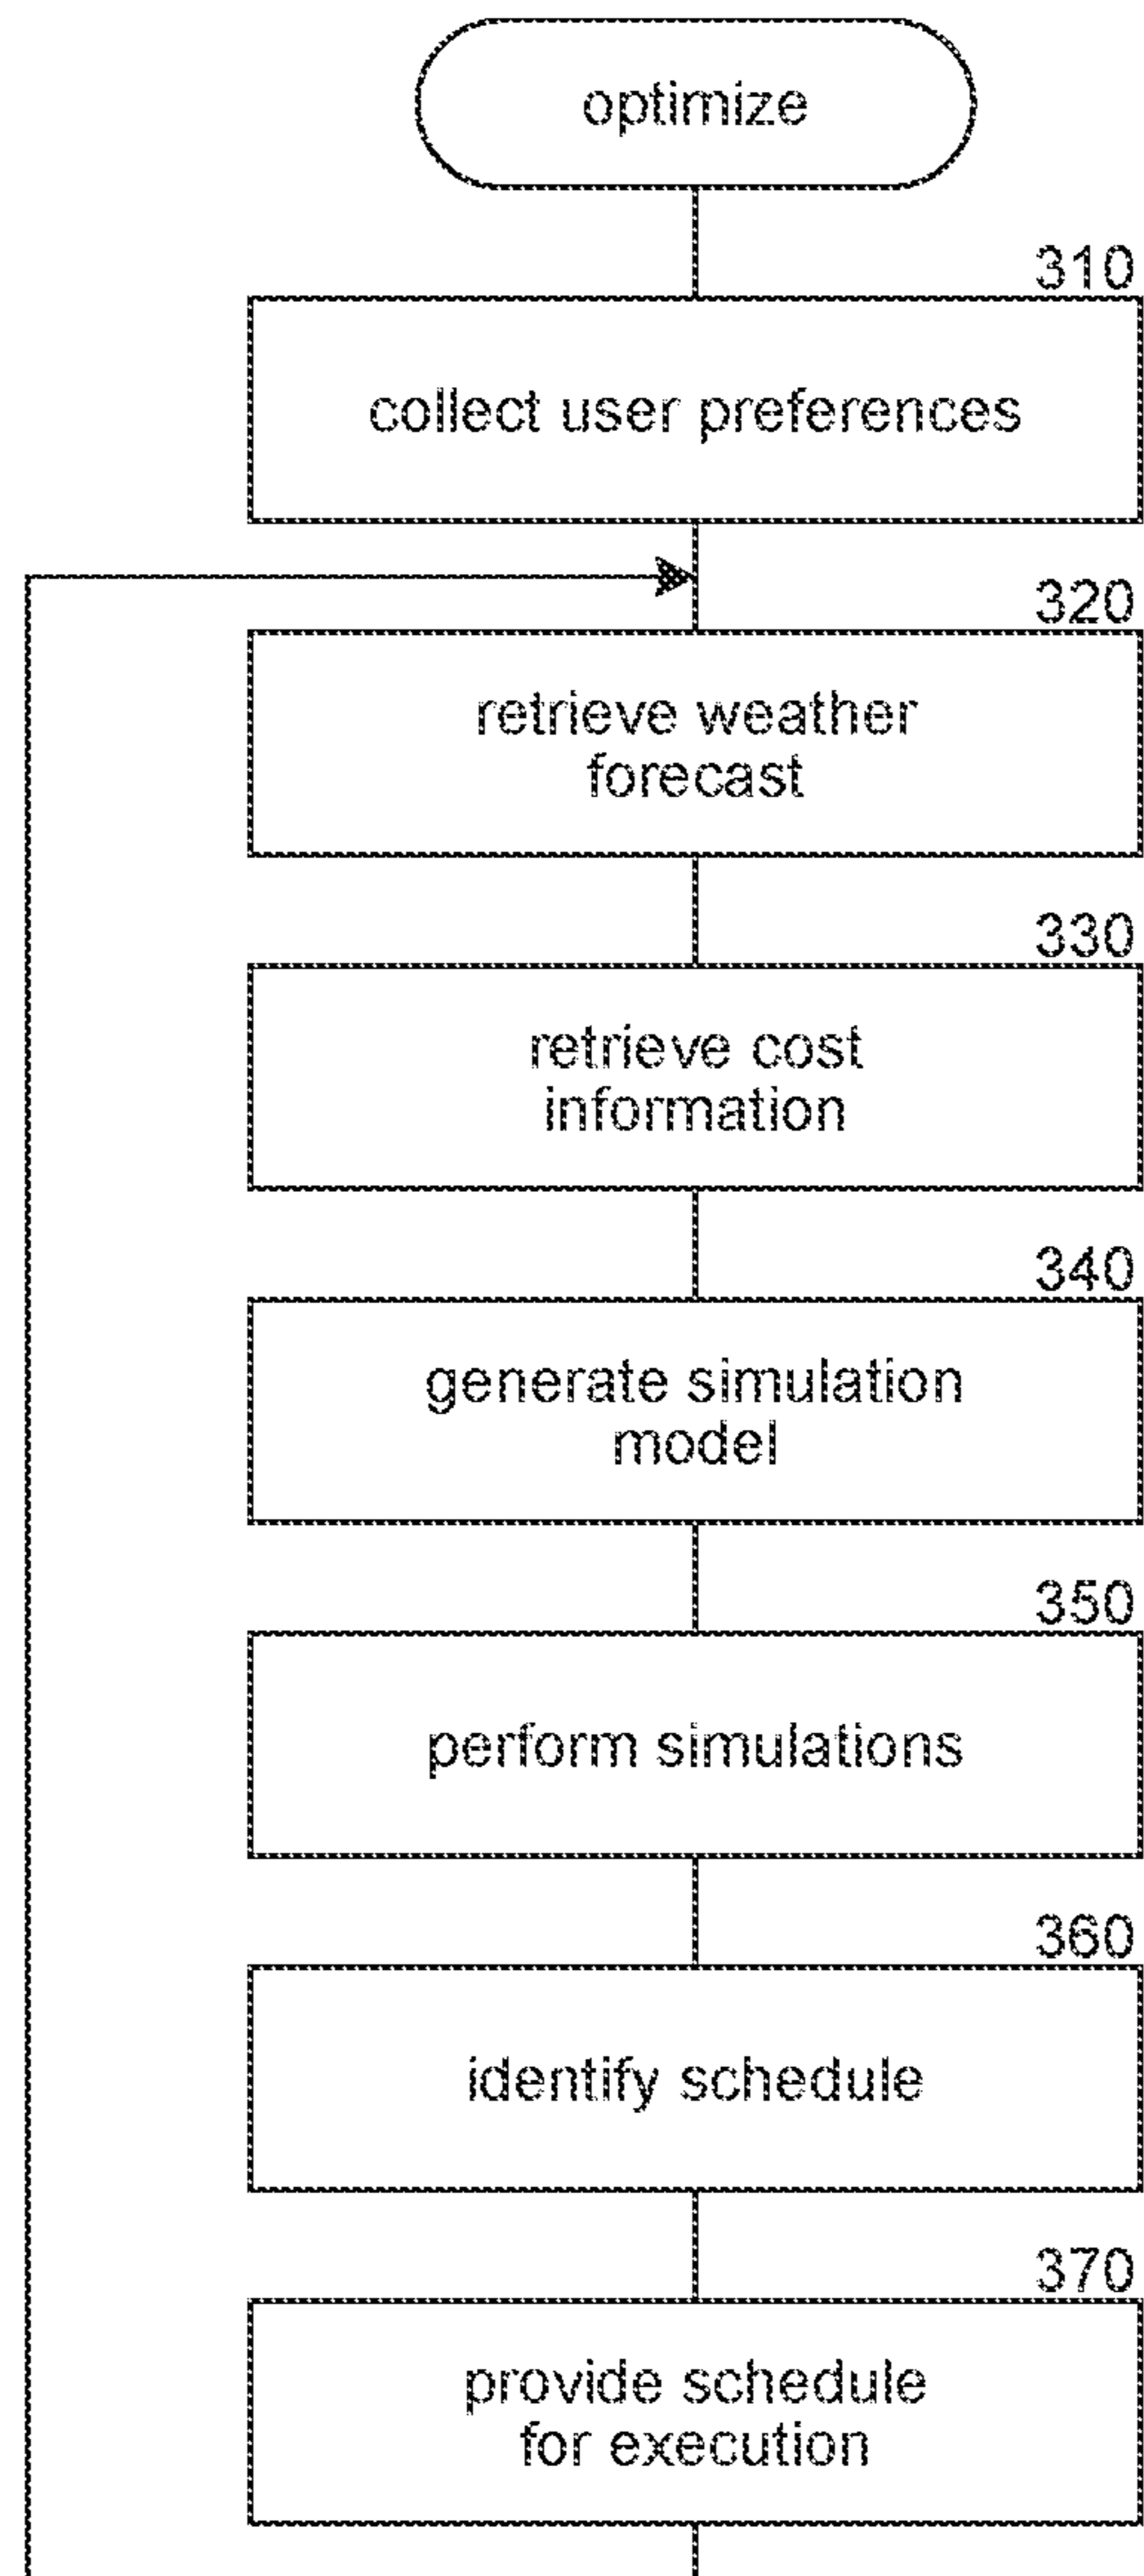 optimize
310
collect user preferences
320
retrieve weather
forecast
330
retrieve cost
information
340
generate simulation
model
350
perform simulations
360
identify schedule
370
provide schedule
for execution